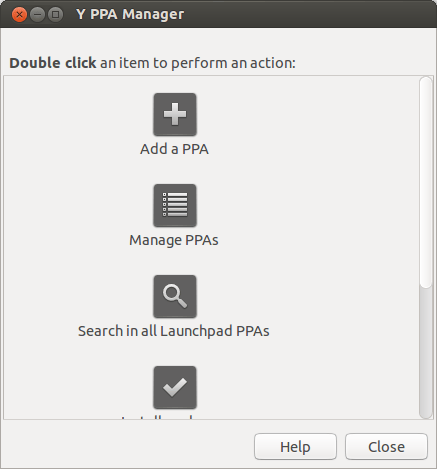 Y PPA Manager
Double click an item to perform an action:
Add a PPA
Manage PPAs
Search in all Launchpad PPAs
Help
Close